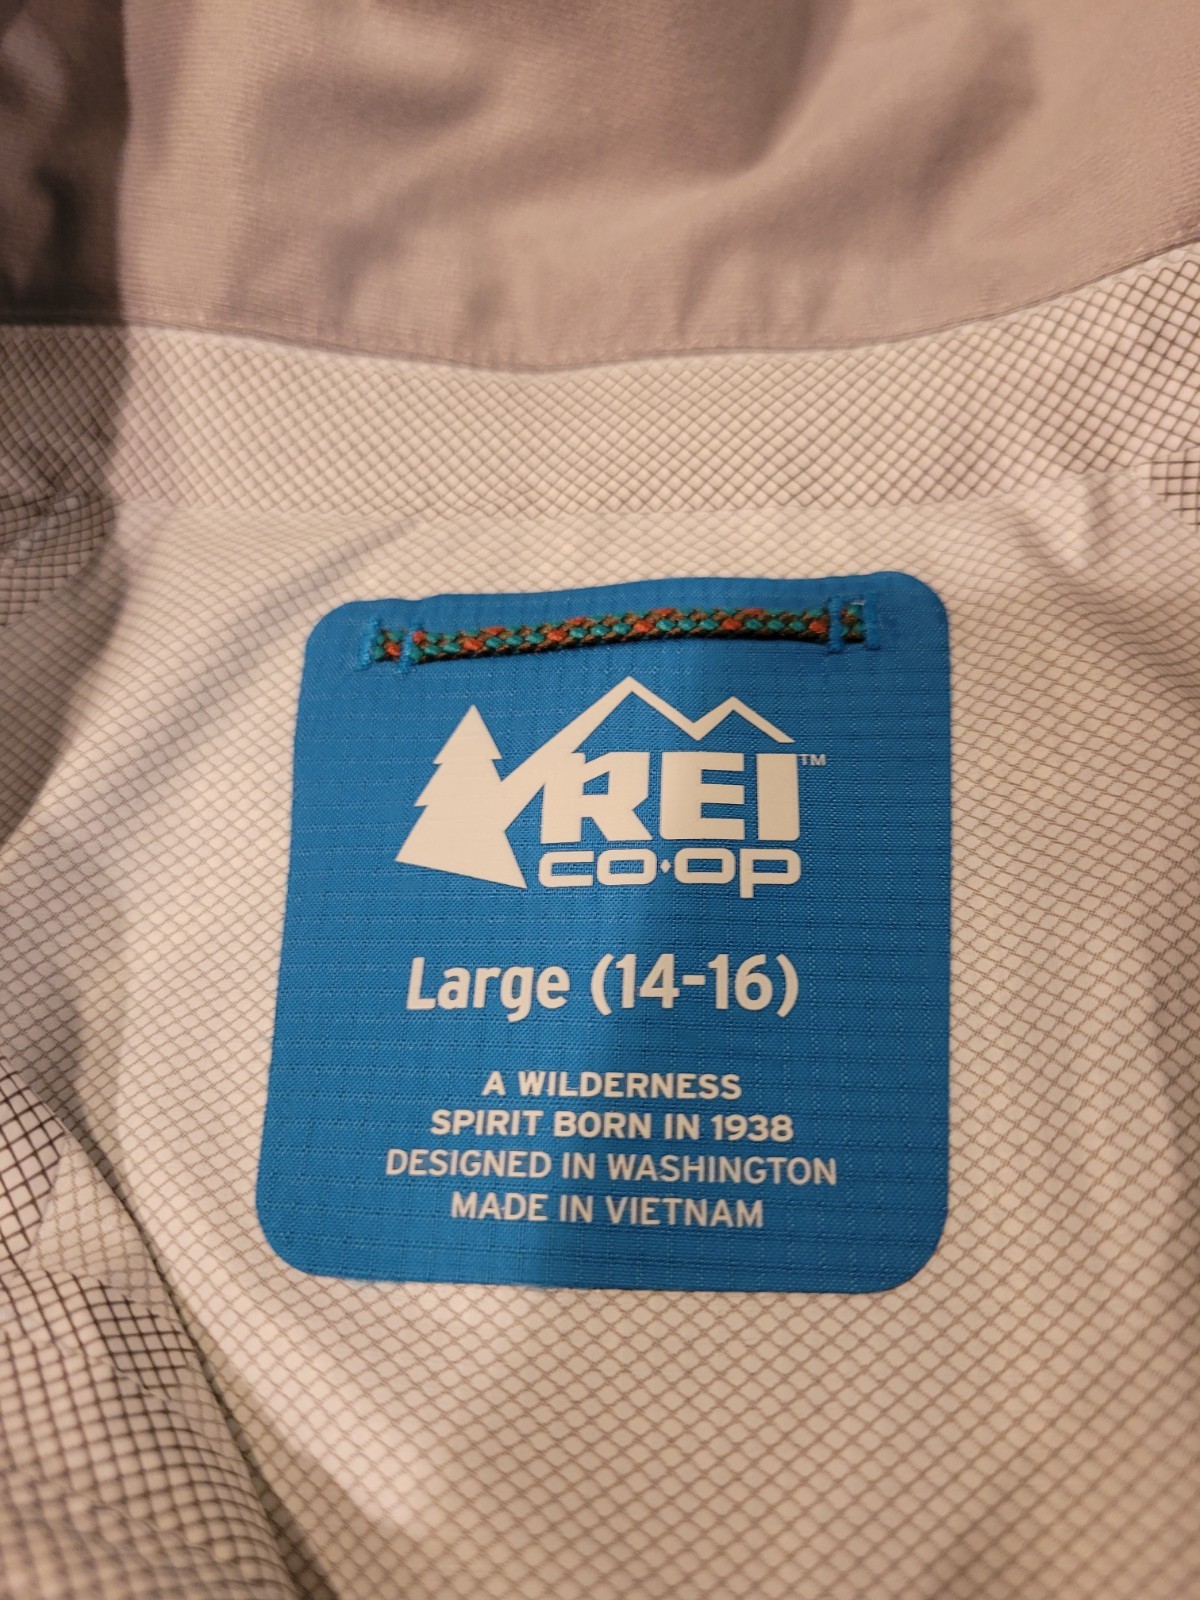 REI™
CO·OP
Large (14-16)
A WILDERNESS
SPIRIT BORN IN 1938
DESIGNED IN WASHINGTON
MADE IN VIETNAM